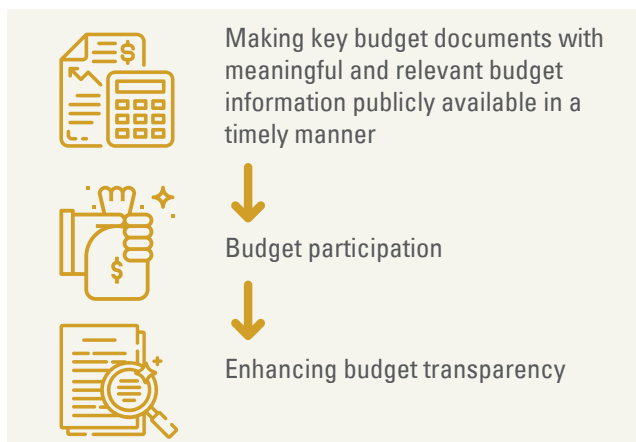 $
Making key budget documents with
meaningful and relevant budget
information publicly available in a
timely manner
$
Budget participation
Enhancing budget transparency